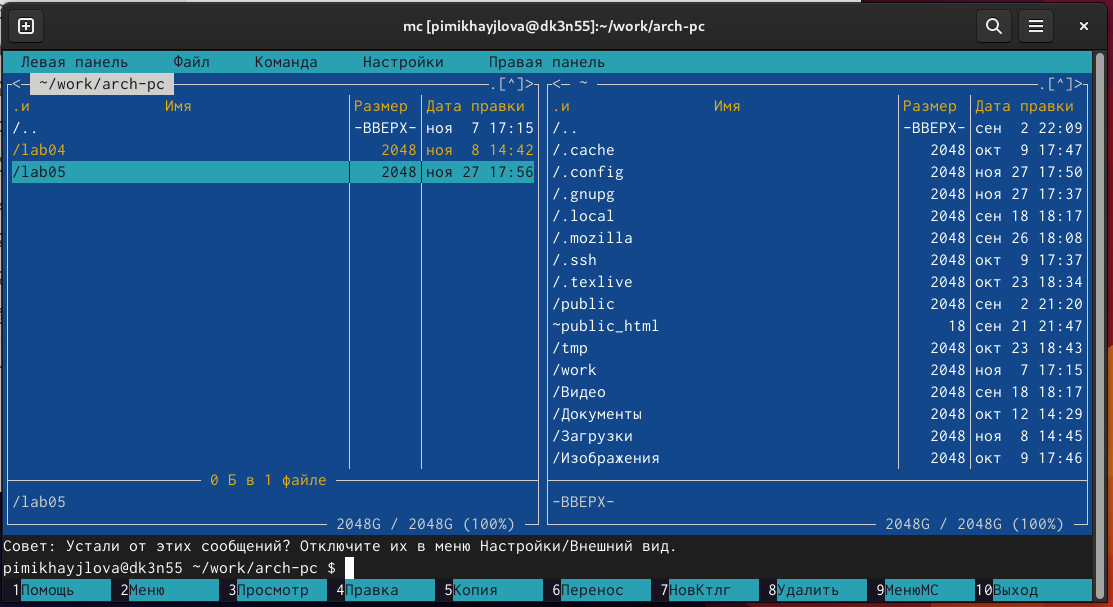 mc [pimikhayjlova@dk3n55]:~/work/arch-pc
Левая панель Файл Команда Настройки Правая панель
<— ~/work/arch-pc .[^]> <— ~ .[^]>
.и Имя Размер Дата правки .и Имя Размер Дата правки
/.. -ВВЕРХ- ноя 7 17:15 /.. -ВВЕРХ- сен 2 22:09
/lab04 2048 ноя 8 14:42 /.cache 2048 окт 9 17:47
/lab05 2048 ноя 27 17:56 /.config 2048 ноя 27 17:50
/.gnupg 2048 ноя 27 17:37
/.local 2048 сен 18 18:17
/.mozilla 2048 сен 26 18:08
/.ssh 2048 окт 9 17:37
/.texlive 2048 окт 23 18:34
/public 2048 сен 2 21:20
~public_html 18 сен 21 21:47
/tmp 2048 окт 23 18:43
/work 2048 ноя 7 17:15
/Видео 2048 сен 18 18:17
/Документы 2048 окт 12 14:29
/Загрузки 2048 ноя 8 14:45
/Изображения 2048 окт 9 17:46
0 Б в 1 файле
/lab05 -ВВЕРХ-
2048G / 2048G (100%) 2048G / 2048G (100%)
Совет: Устали от этих сообщений? Отключите их в меню Настройки/Внешний вид.
pimikhayjlova@dk3n55 ~/work/arch-pc $
1Помощь 2Меню 3Просмотр 4Правка 5Копия 6Перенос 7НовКтлг 8Удалить 9МенюМС 10Выход